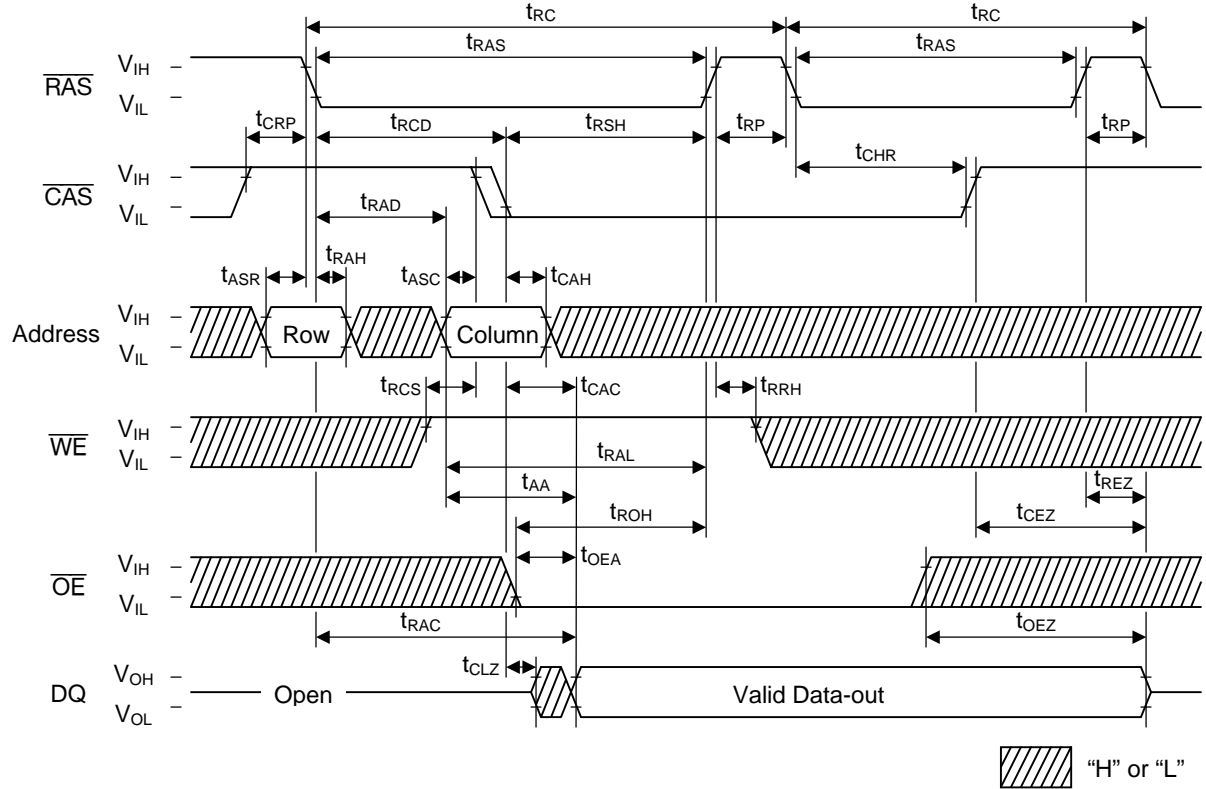 tRC tRC
tRAS tRAS
RAS VIH
VIL
tCRP tRCD tRSH tRP tRP
tCHR
CAS VIH
VIL
tRAD
tRAH
tASR tASC tCAH
Address VIH
VIL
Row Column
tRCS tCAC tRRH
WE VIH
VIL
tRAL
tREZ
tAA
tCEZ
tROH
tOEA
OE VIH
VIL
tRAC tOEZ
tCLZ
DQ VOH
VOL
Open Valid Data-out
“H” or “L”